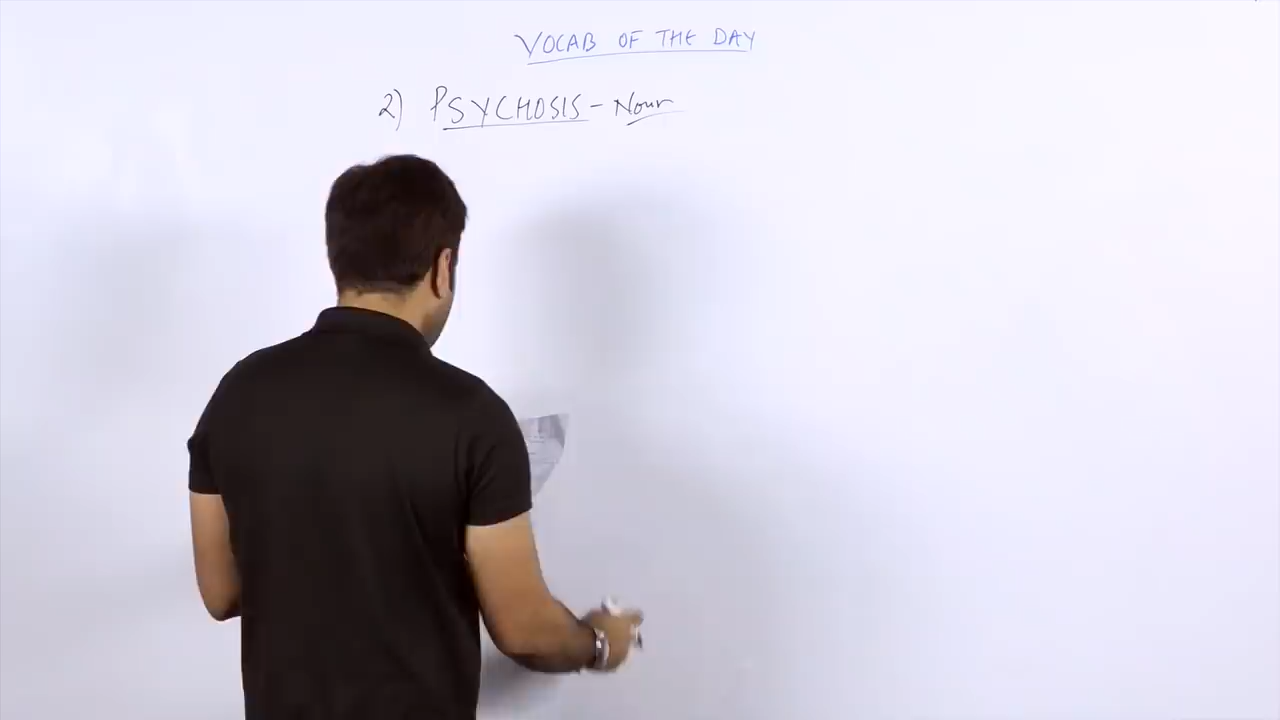 VOCAB OF THE DAY
2) PSYCHOSIS - Noun